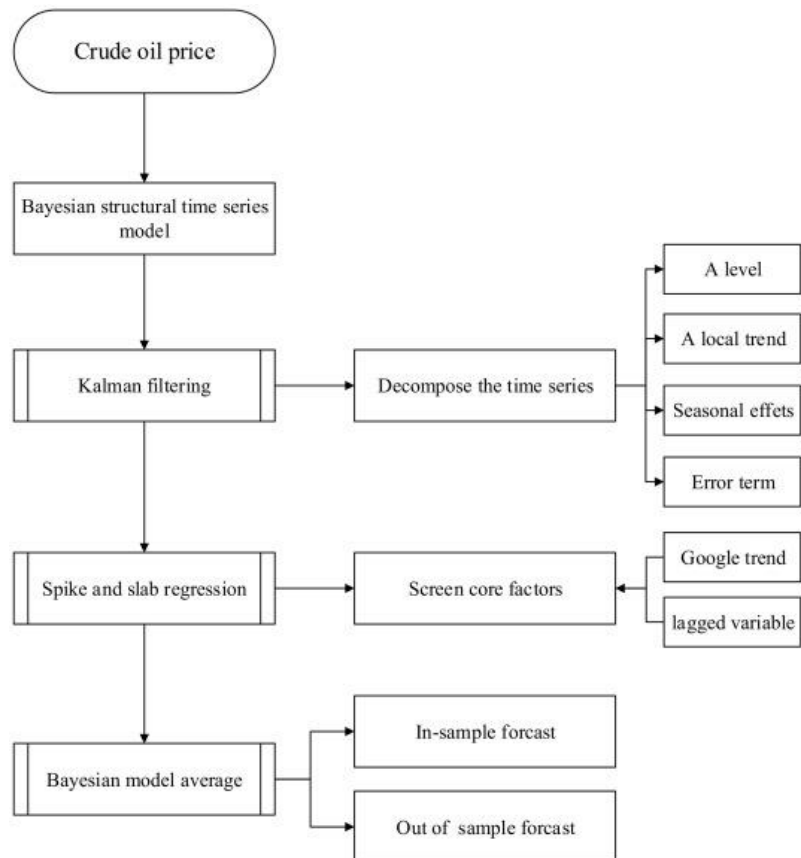 Crude oil price
Bayesian structural time series
model
A level
A local trend
Kalman filtering
Decompose the time series
Seasonal effets
Error term
Google trend
Spike and slab regression
Screen core factors
lagged variable
In-sample forcast
Bayesian model average
Out of sample forcast